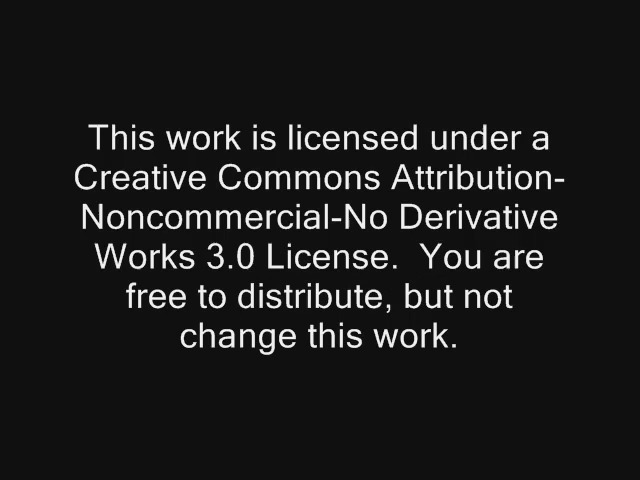 This work is licensed under a
Creative Commons Attribution-
Noncommercial-No Derivative
Works 3.0 License.  You are
free to distribute, but not
change this work.